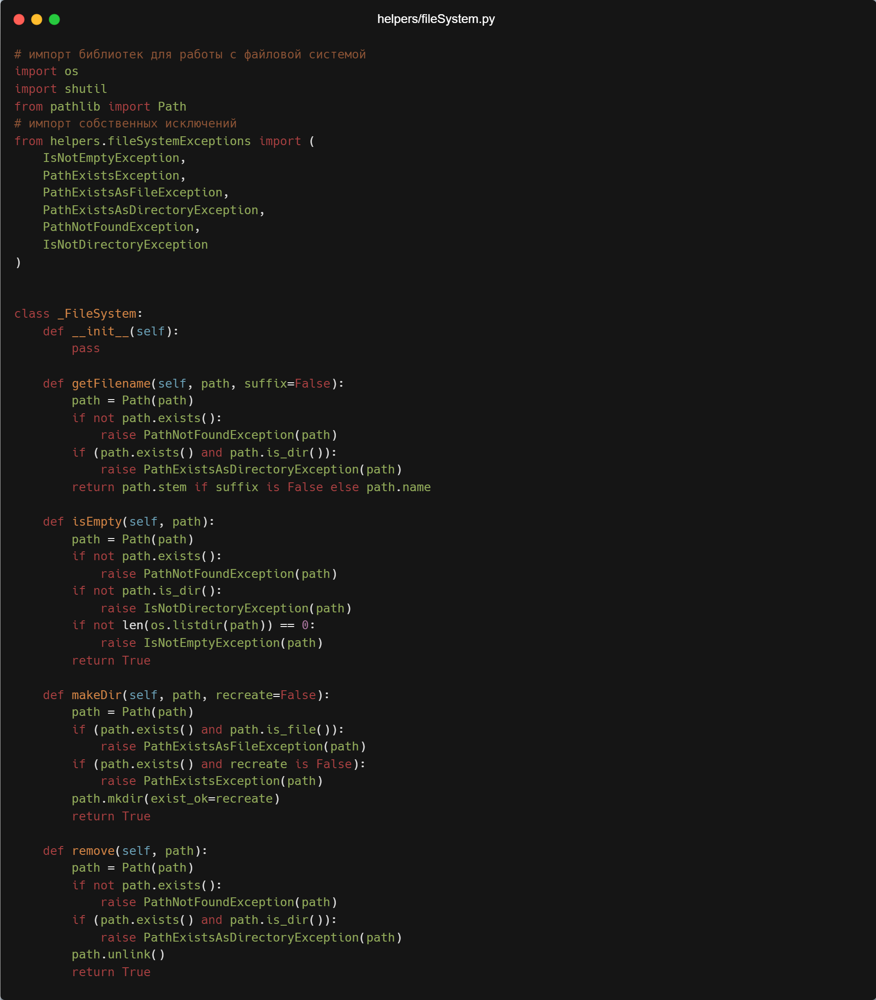 helpers/fileSystem.py
# импорт библиотек для работы с файловой системой
import os
import shutil
from pathlib import Path
# импорт собственных исключений
from helpers.fileSystemExceptions import (
    IsNotEmptyException,
    PathExistsException,
    PathExistsAsFileException,
    PathExistsAsDirectoryException,
    PathNotFoundException,
    IsNotDirectoryException
)
class _FileSystem:
    def __init__(self):
        pass
    def getFilename(self, path, suffix=False):
        path = Path(path)
        if not path.exists():
            raise PathNotFoundException(path)
        if (path.exists() and path.is_dir()):
            raise PathExistsAsDirectoryException(path)
        return path.stem if suffix is False else path.name
    def isEmpty(self, path):
        path = Path(path)
        if not path.exists():
            raise PathNotFoundException(path)
        if not path.is_dir():
            raise IsNotDirectoryException(path)
        if not len(os.listdir(path)) == 0:
            raise IsNotEmptyException(path)
        return True
    def makeDir(self, path, recreate=False):
        path = Path(path)
        if (path.exists() and path.is_file()):
            raise PathExistsAsFileException(path)
        if (path.exists() and recreate is False):
            raise PathExistsException(path)
        path.mkdir(exist_ok=recreate)
        return True
    def remove(self, path):
        path = Path(path)
        if not path.exists():
            raise PathNotFoundException(path)
        if (path.exists() and path.is_dir()):
            raise PathExistsAsDirectoryException(path)
        path.unlink()
        return True